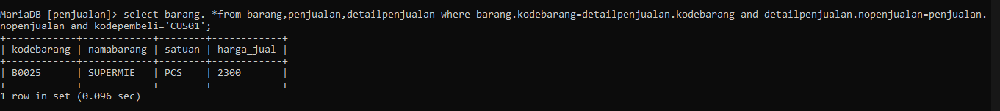 MariaDB [penjualan]> select barang. *from barang,penjualan,detailpenjualan where barang.kodebarang=detailpenjualan.kodebarang and detailpenjualan.nopenjualan=penjualan.
nopenjualan and kodepembeli='CUS01';
+------------+------------+--------+------------+
| kodebarang | namabarang | satuan | harga_jual |
+------------+------------+--------+------------+
| B0025      | SUPERMIE   | PCS    | 2300       |
+------------+------------+--------+------------+
1 row in set (0.096 sec)